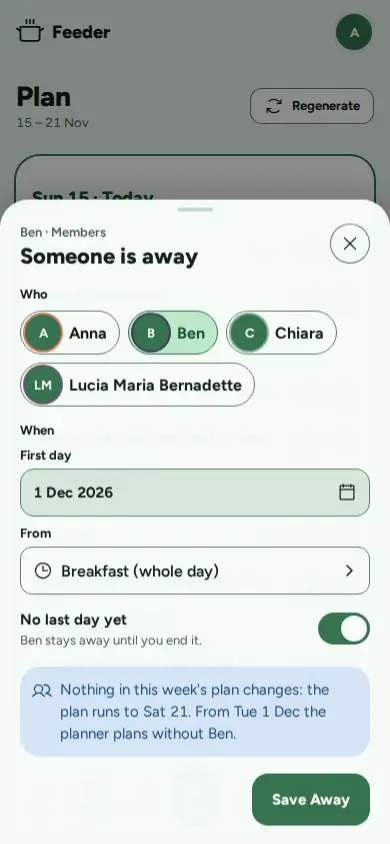 Feeder
A
Plan
15 – 21 Nov
Regenerate
Sun 15 · Today
Ben · Members
Someone is away
Who
A Anna
B Ben
C Chiara
LM Lucia Maria Bernadette
When
First day
1 Dec 2026
From
Breakfast (whole day)
No last day yet
Ben stays away until you end it.
Nothing in this week's plan changes: the
plan runs to Sat 21. From Tue 1 Dec the
planner plans without Ben.
Save Away